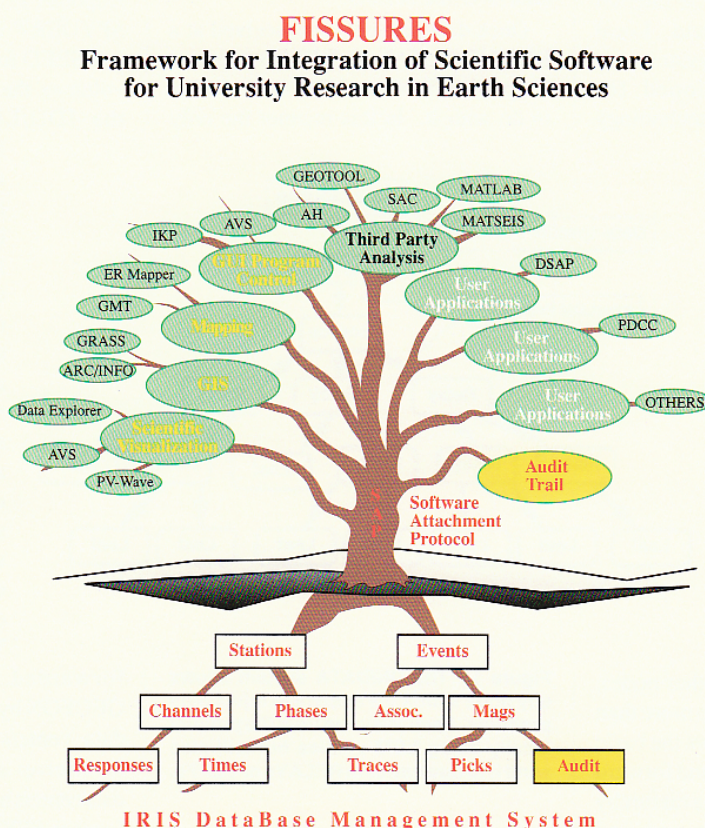 FISSURES
Framework for Integration of Scientific Software
for University Research in Earth Sciences
GEOTOOL
SAC
MATLAB
AH
MATSEIS
AVS
IKP
Third Party
Analysis
GUI Program
Control
DSAP
ER Mapper
User
Applications
GMT
Mapping
PDCC
User
Applications
GRASS
ARC/INFO
GIS
User
Applications
OTHERS
Data Explorer
Scientific
Visualization
AVS
PV-Wave
Audit
Trail
SAP
Software
Attachment
Protocol
Stations
Events
Channels
Phases
Assoc.
Mags
Responses
Times
Traces
Picks
Audit
IRIS DataBase Management System